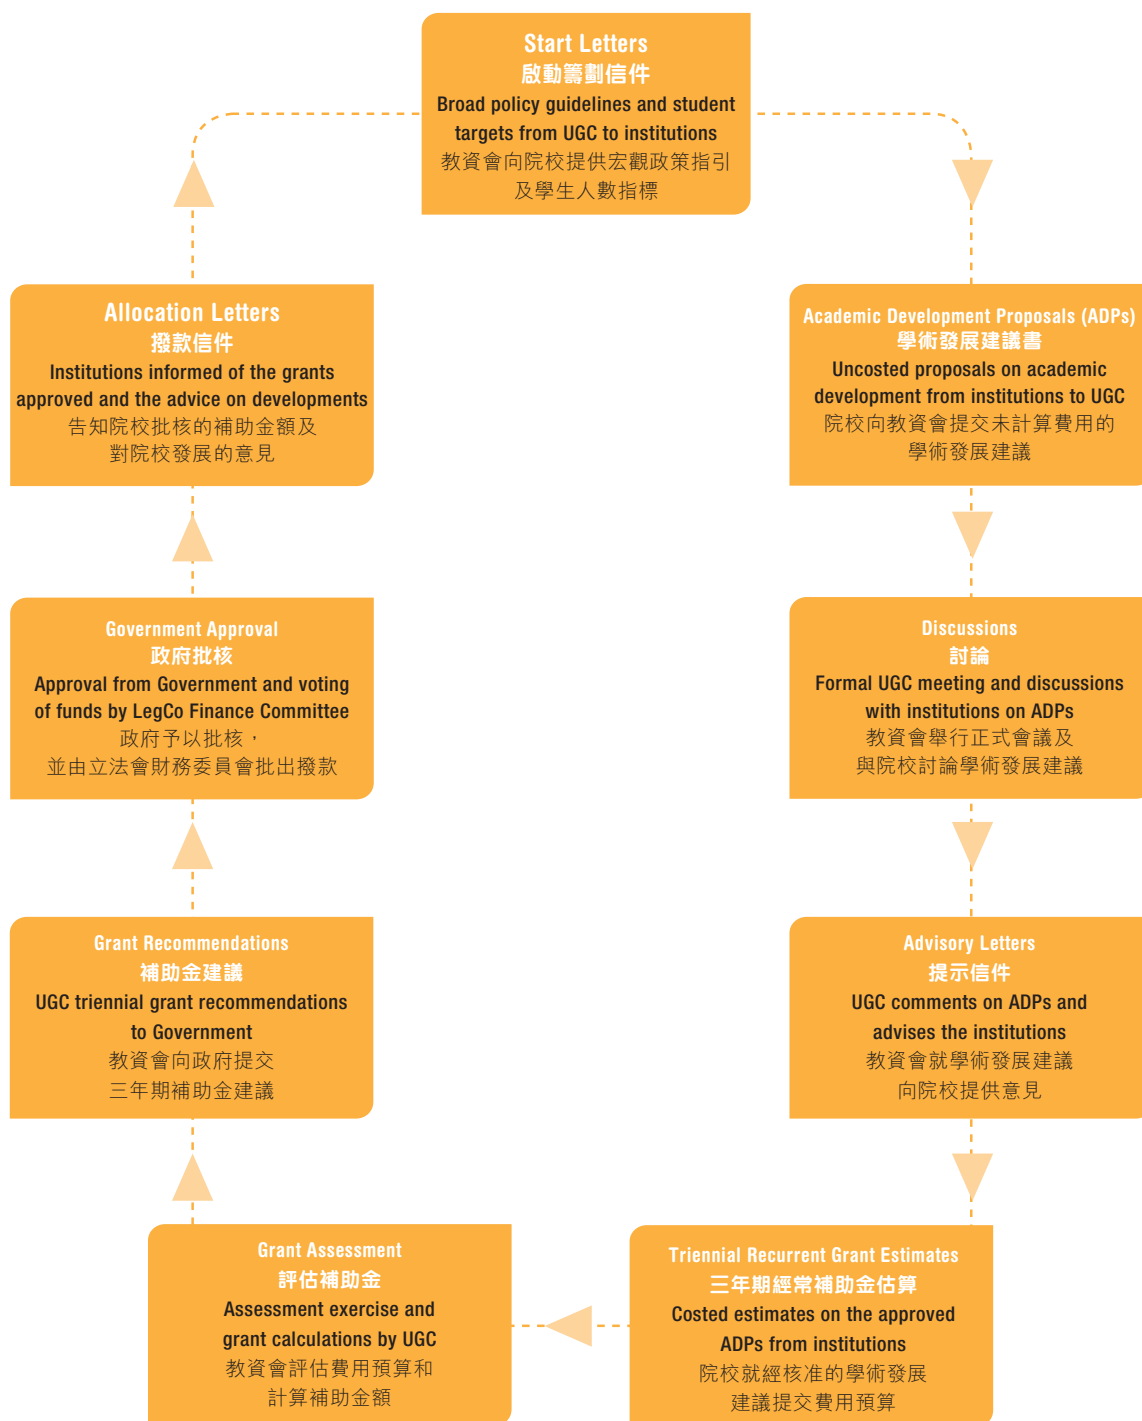 Start Letters
啟動籌劃信件
Broad policy guidelines and student
targets from UGC to institutions
教資會向院校提供宏觀政策指引
及學生人數指標
Academic Development Proposals (ADPs)
學術發展建議書
Uncosted proposals on academic
development from institutions to UGC
院校向教資會提交未計算費用的
學術發展建議
Discussions
討論
Formal UGC meeting and discussions
with institutions on ADPs
教資會舉行正式會議及
與院校討論學術發展建議
Advisory Letters
提示信件
UGC comments on ADPs and
advises the institutions
教資會就學術發展建議
向院校提供意見
Triennial Recurrent Grant Estimates
三年期經常補助金估算
Costed estimates on the approved
ADPs from institutions
院校就經核准的學術發展
建議提交費用預算
Grant Assessment
評估補助金
Assessment exercise and
grant calculations by UGC
教資會評估費用預算和
計算補助金額
Grant Recommendations
補助金建議
UGC triennial grant recommendations
to Government
教資會向政府提交
三年期補助金建議
Government Approval
政府批核
Approval from Government and voting
of funds by LegCo Finance Committee
政府予以批核，
並由立法會財務委員會批出撥款
Allocation Letters
撥款信件
Institutions informed of the grants
approved and the advice on developments
告知院校批核的補助金額及
對院校發展的意見